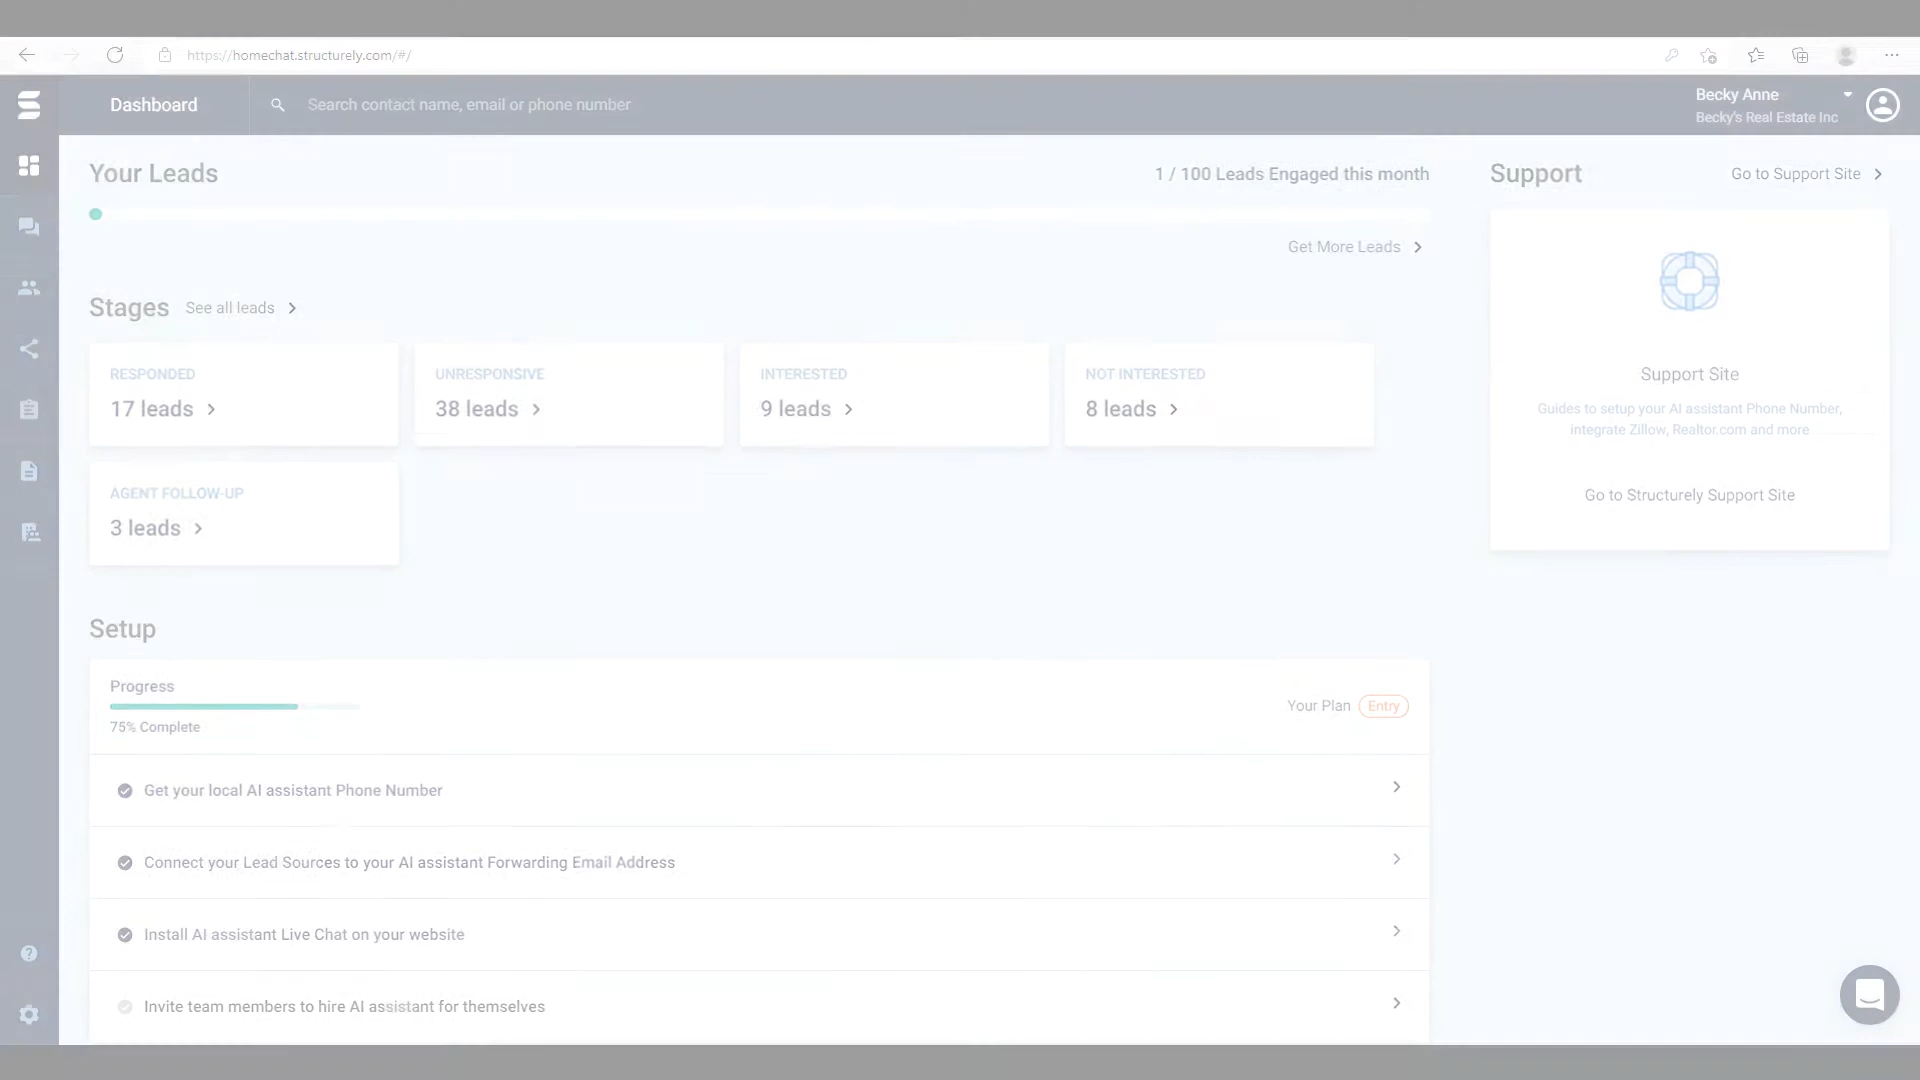 https://homechat.structurely.com/#/
Dashboard
Search contact name, email or phone number
Becky Anne
Becky's Real Estate Inc
Your Leads
1 / 100 Leads Engaged this month
Get More Leads
Stages
See all leads
RESPONDED
17 leads
UNRESPONSIVE
38 leads
INTERESTED
9 leads
NOT INTERESTED
8 leads
AGENT FOLLOW-UP
3 leads
Setup
Progress
75% Complete
Your Plan
Entry
Get your local AI assistant Phone Number
Connect your Lead Sources to your AI assistant Forwarding Email Address
Install AI assistant Live Chat on your website
Invite team members to hire AI assistant for themselves
Support
Go to Support Site
Support Site
Guides to setup your AI assistant Phone Number,
integrate Zillow, Realtor.com and more
Go to Structurely Support Site